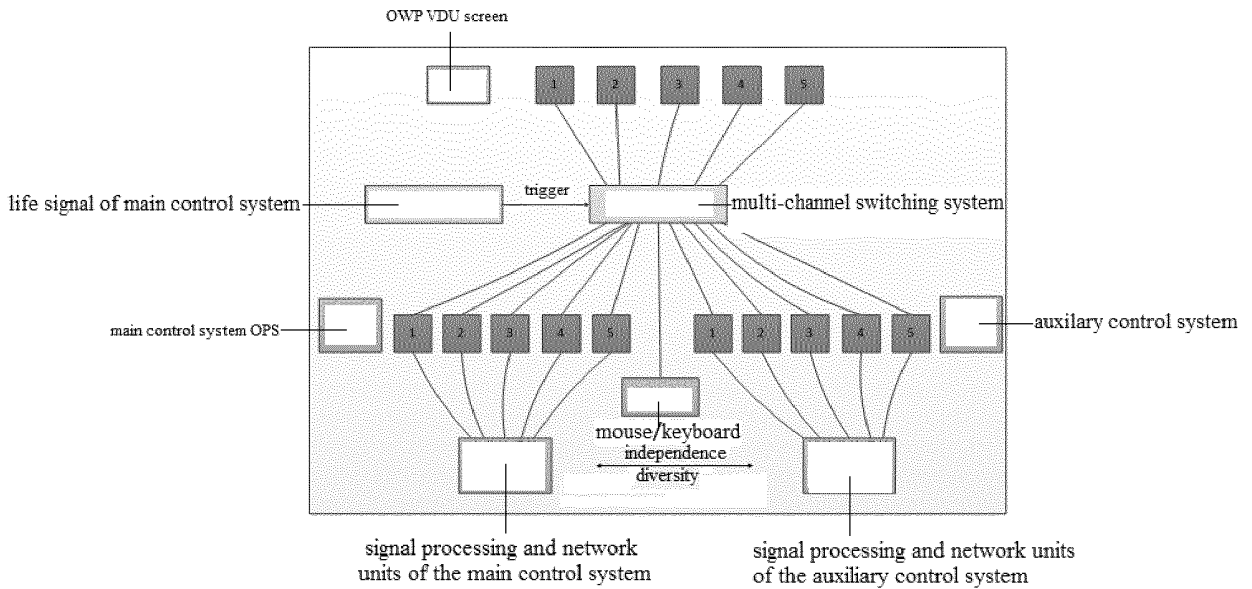 OWP VDU screen
1 2 3 4 5
trigger
life signal of main control system
multi-channel switching system
main control system OPS
1 2 3 4 5
1 2 3 4 5
auxilary control system
mouse/keyboard
independence
diversity
signal processing and network
units of the main control system
signal processing and network units
of the auxiliary control system